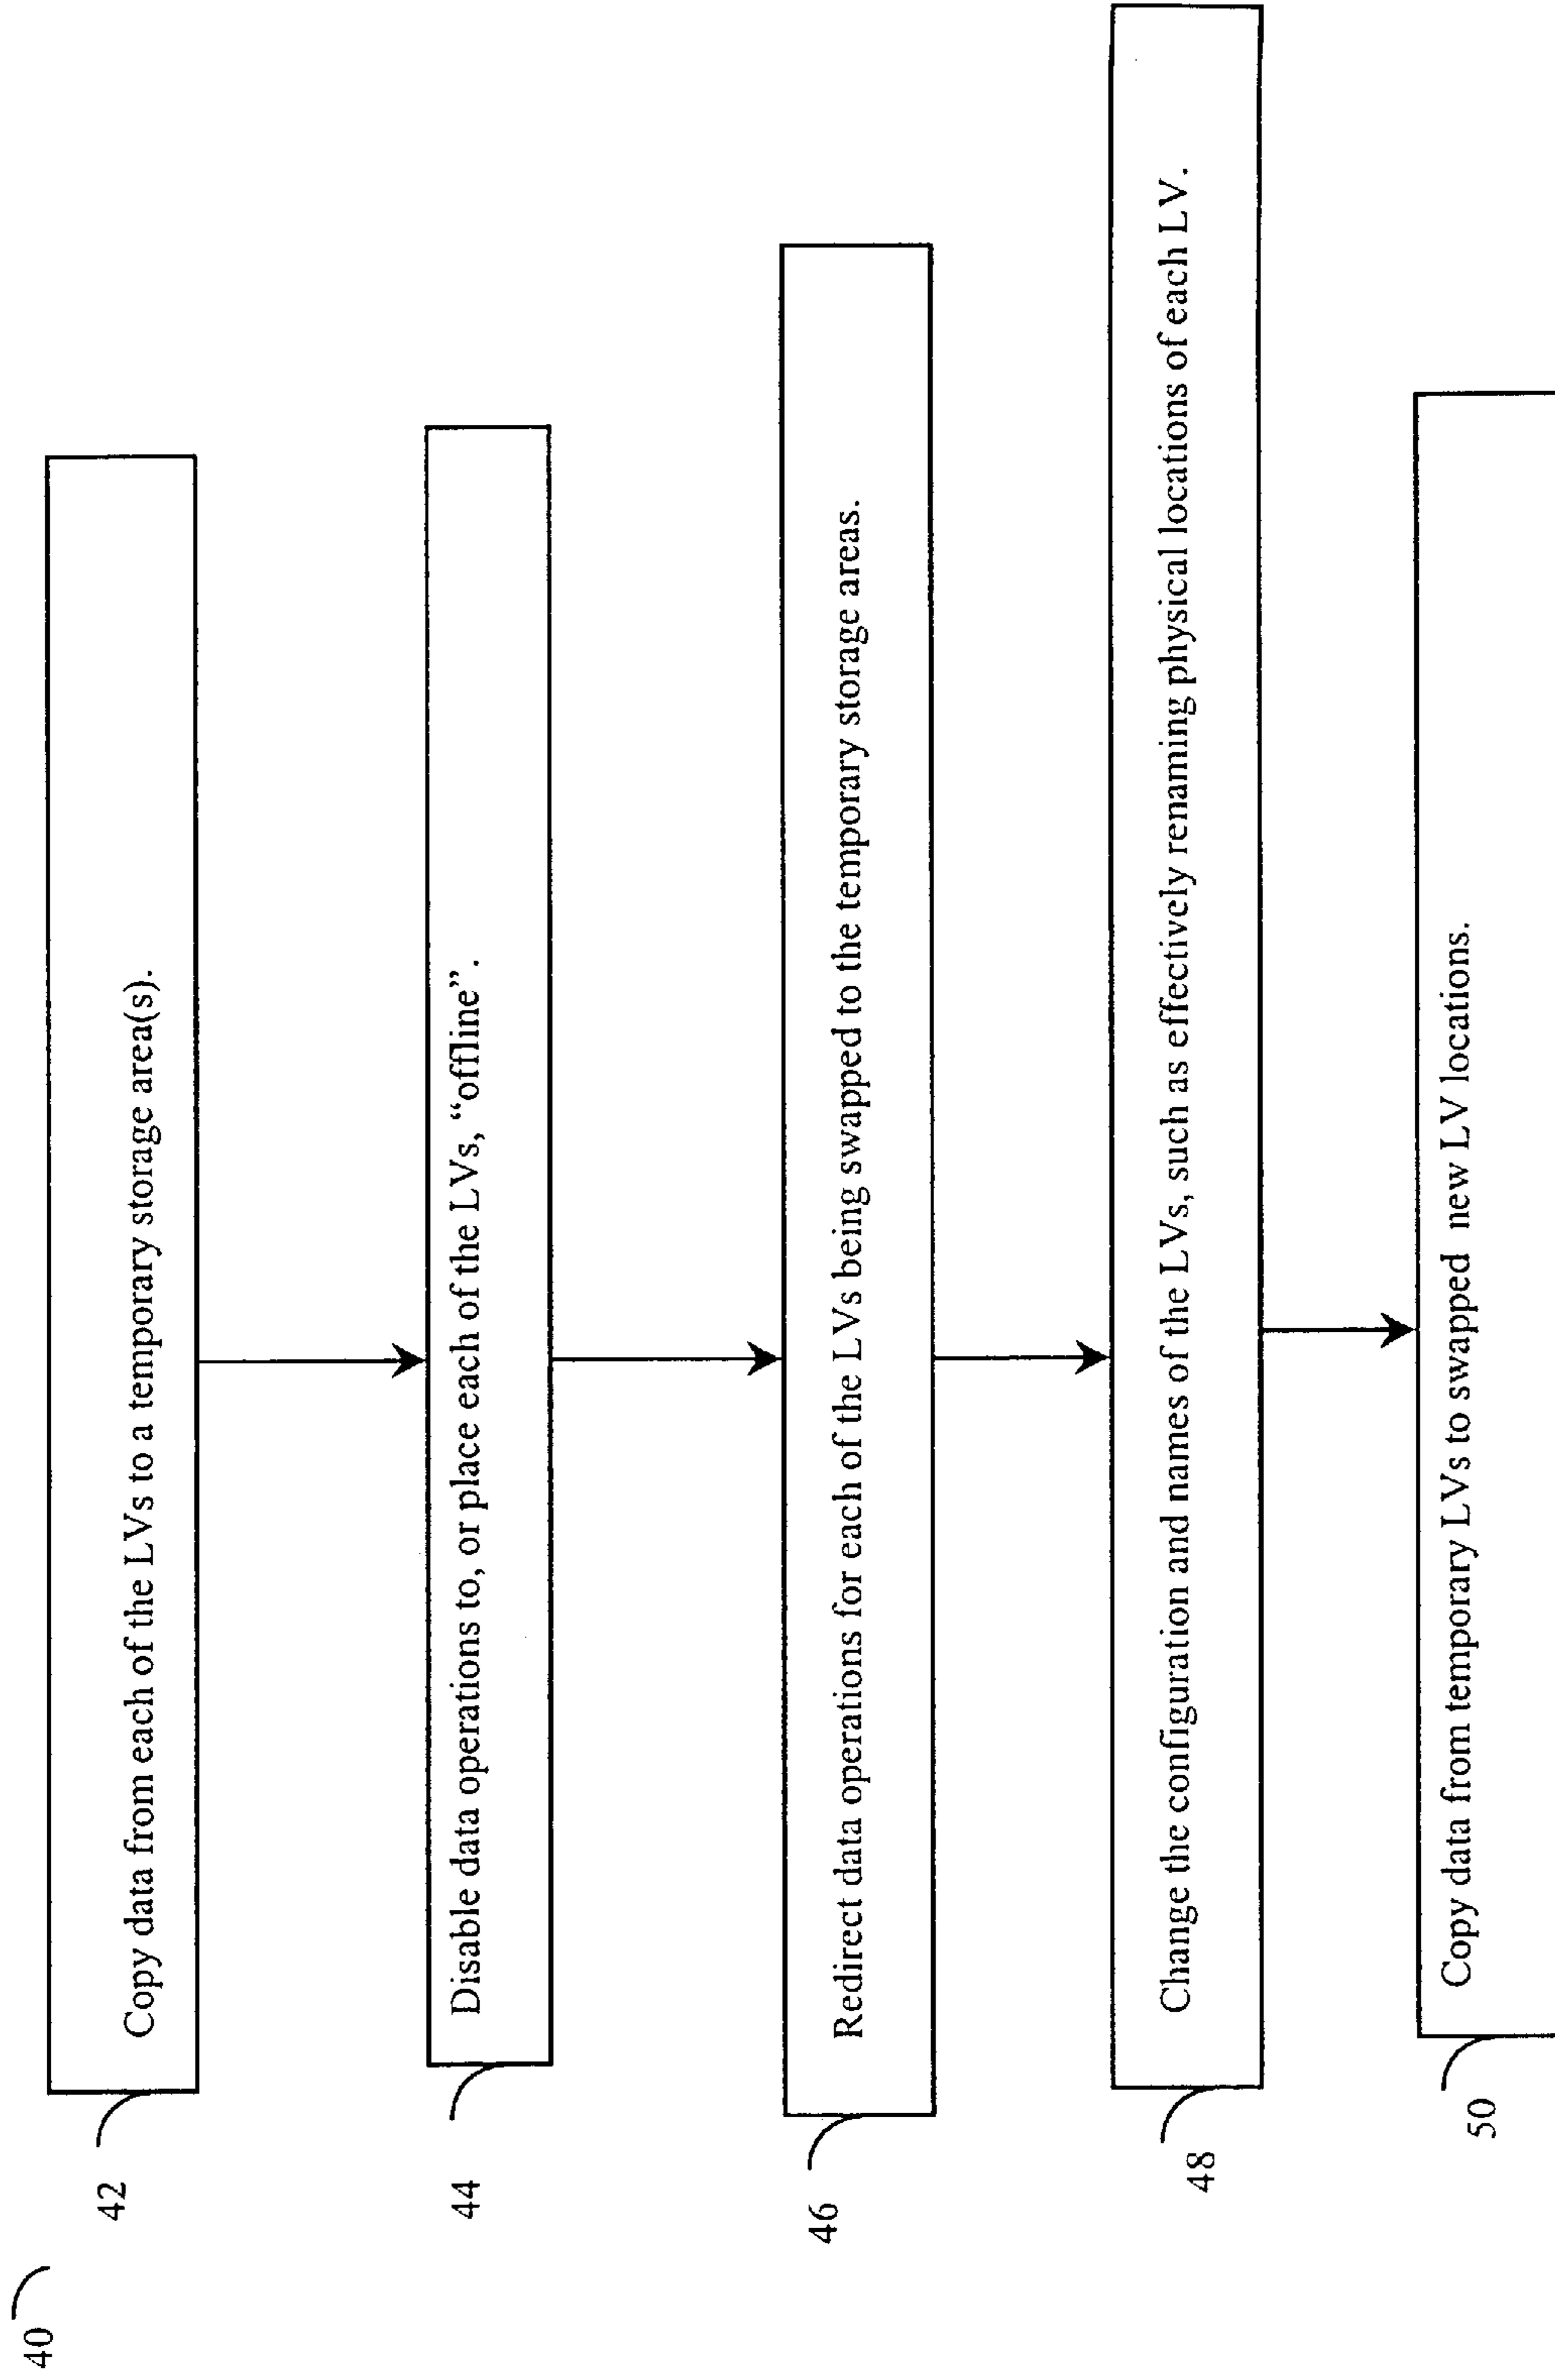 40
42
Copy data from each of the LVs to a temporary storage area(s).
44
Disable data operations to, or place each of the LVs, “offline”.
46
Redirect data operations for each of the LVs being swapped to the temporary storage areas.
48
Change the configuration and names of the LVs, such as effectively renaming physical locations of each LV.
50
Copy data from temporary LVs to swapped new LV locations.